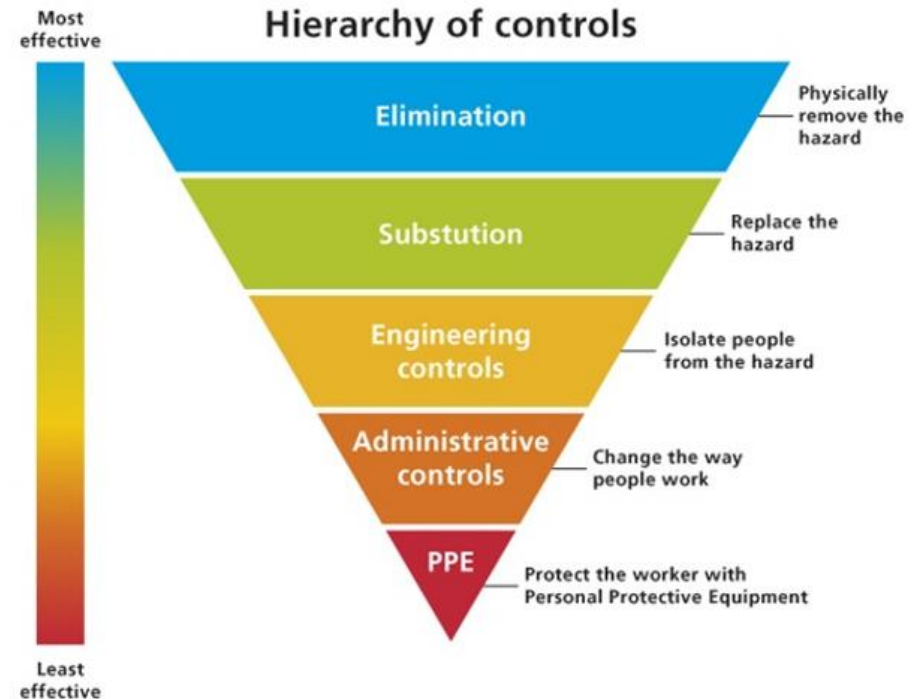 Most
effective
Hierarchy of controls
Elimination
Physically
remove the
hazard
Substution
Replace the
hazard
Engineering
controls
Isolate people
from the hazard
Administrative
controls
Change the way
people work
PPE
Protect the worker with
Personal Protective Equipment
Least
effective